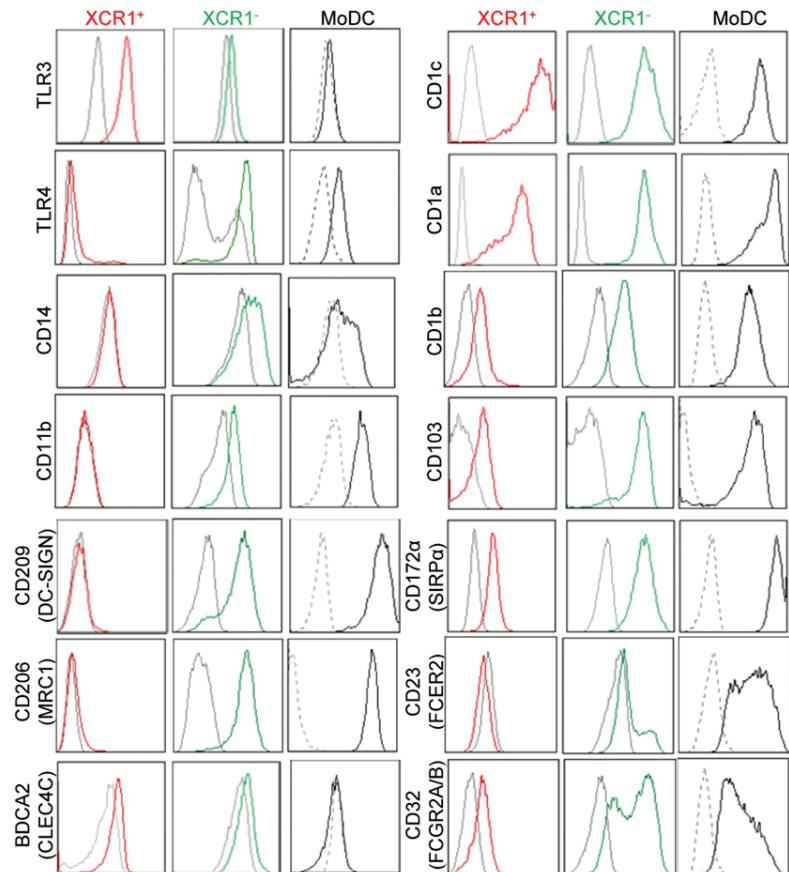 XCR1⁺ XCR1⁻ MoDC
TLR3
TLR4
CD14
CD11b
CD209
(DC-SIGN)
CD206
(MRC1)
BDCA2
(CLEC4C)
XCR1⁺ XCR1⁻ MoDC
CD1c
CD1a
CD1b
CD103
CD172α
(SIRPα)
CD23
(FCER2)
CD32
(FCGR2A/B)